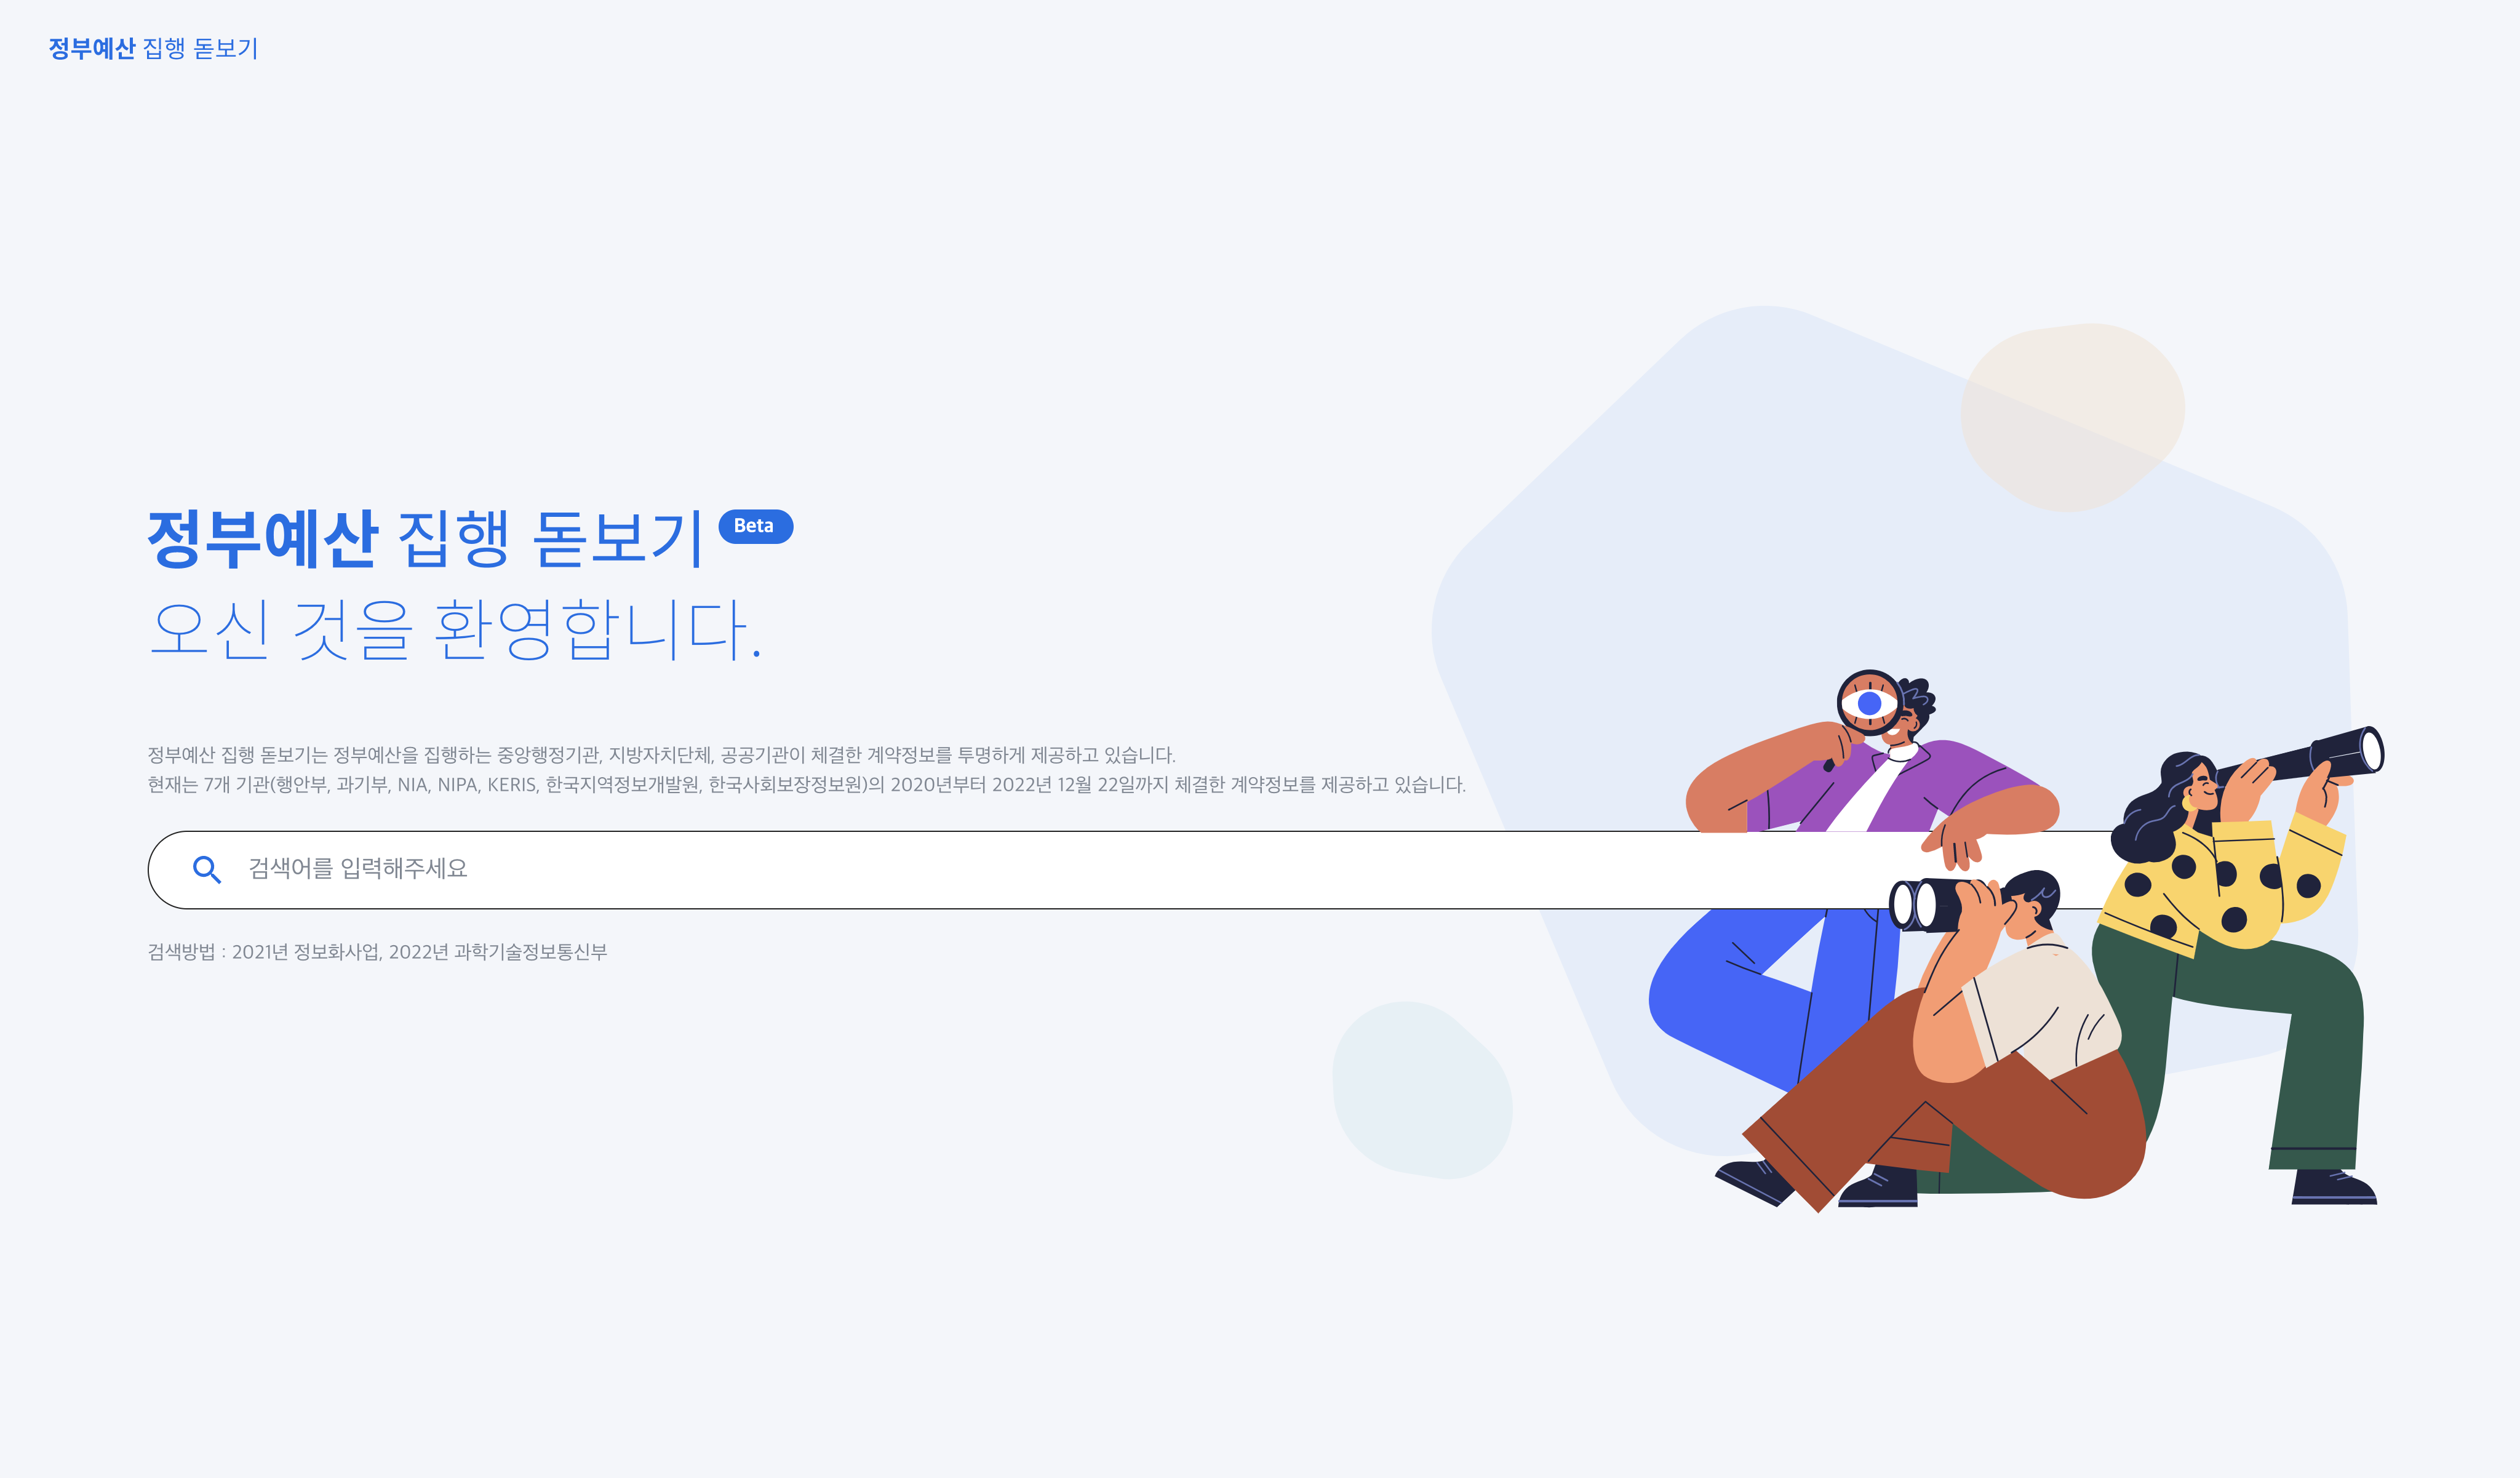 정부예산 집행 돋보기
정부예산 집행 돋보기 Beta
오신 것을 환영합니다.
정부예산 집행 돋보기는 정부예산을 집행하는 중앙행정기관, 지방자치단체, 공공기관이 체결한 계약정보를 투명하게 제공하고 있습니다.
현재는 7개 기관(행안부, 과기부, NIA, NIPA, KERIS, 한국지역정보개발원, 한국사회보장정보원)의 2020년부터 2022년 12월 22일까지 체결한 계약정보를 제공하고 있습니다.
검색어를 입력해주세요
검색방법 : 2021년 정보화사업, 2022년 과학기술정보통신부